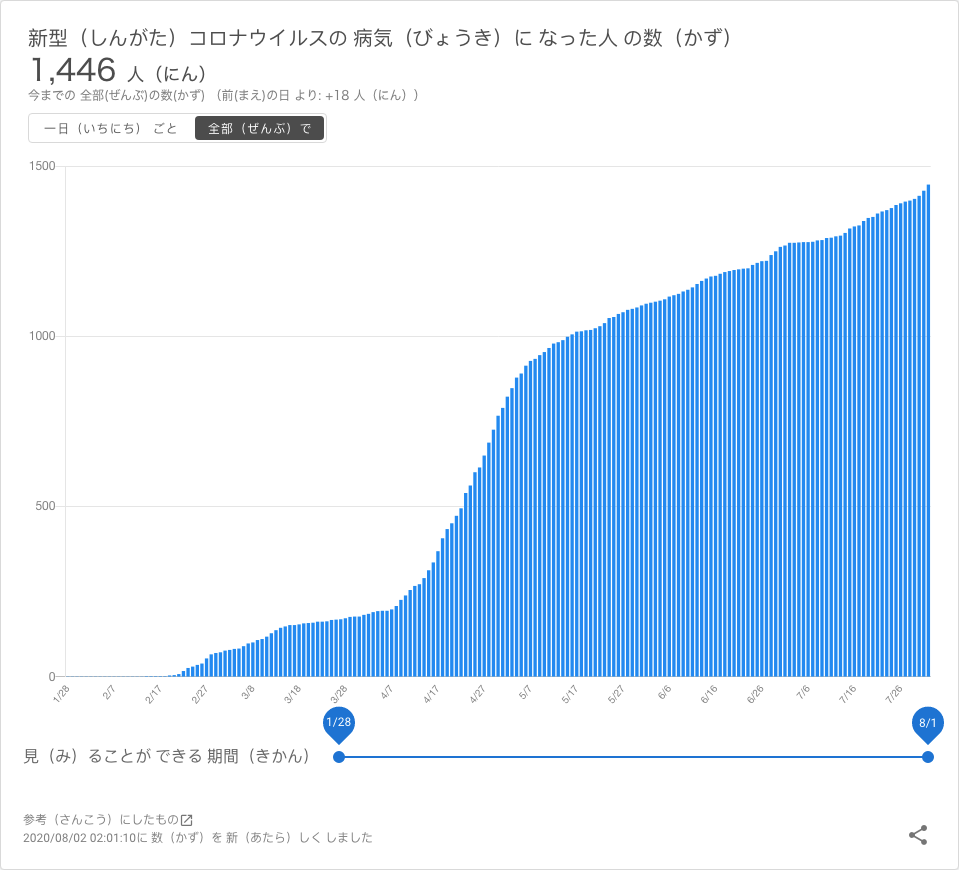 新型（しんがた）コロナウイルスの 病気（びょうき）に なった人 の数（かず）
1,446 人（にん）
今までの 全部(ぜんぶ)の数(かず) （前(まえ)の日 より: +18 人（にん））
一日（いちにち） ごと 全部（ぜんぶ）で
1500
1000
500
0
1/28 2/7 2/17 2/27 3/8 3/18 3/28 4/7 4/17 4/27 5/7 5/17 5/27 6/6 6/16 6/26 7/6 7/16 7/26
1/28 8/1
見（み）ることが できる 期間（きかん）
参考（さんこう）にしたもの
2020/08/02 02:01:10に 数（かず）を 新（あたら）しく しました